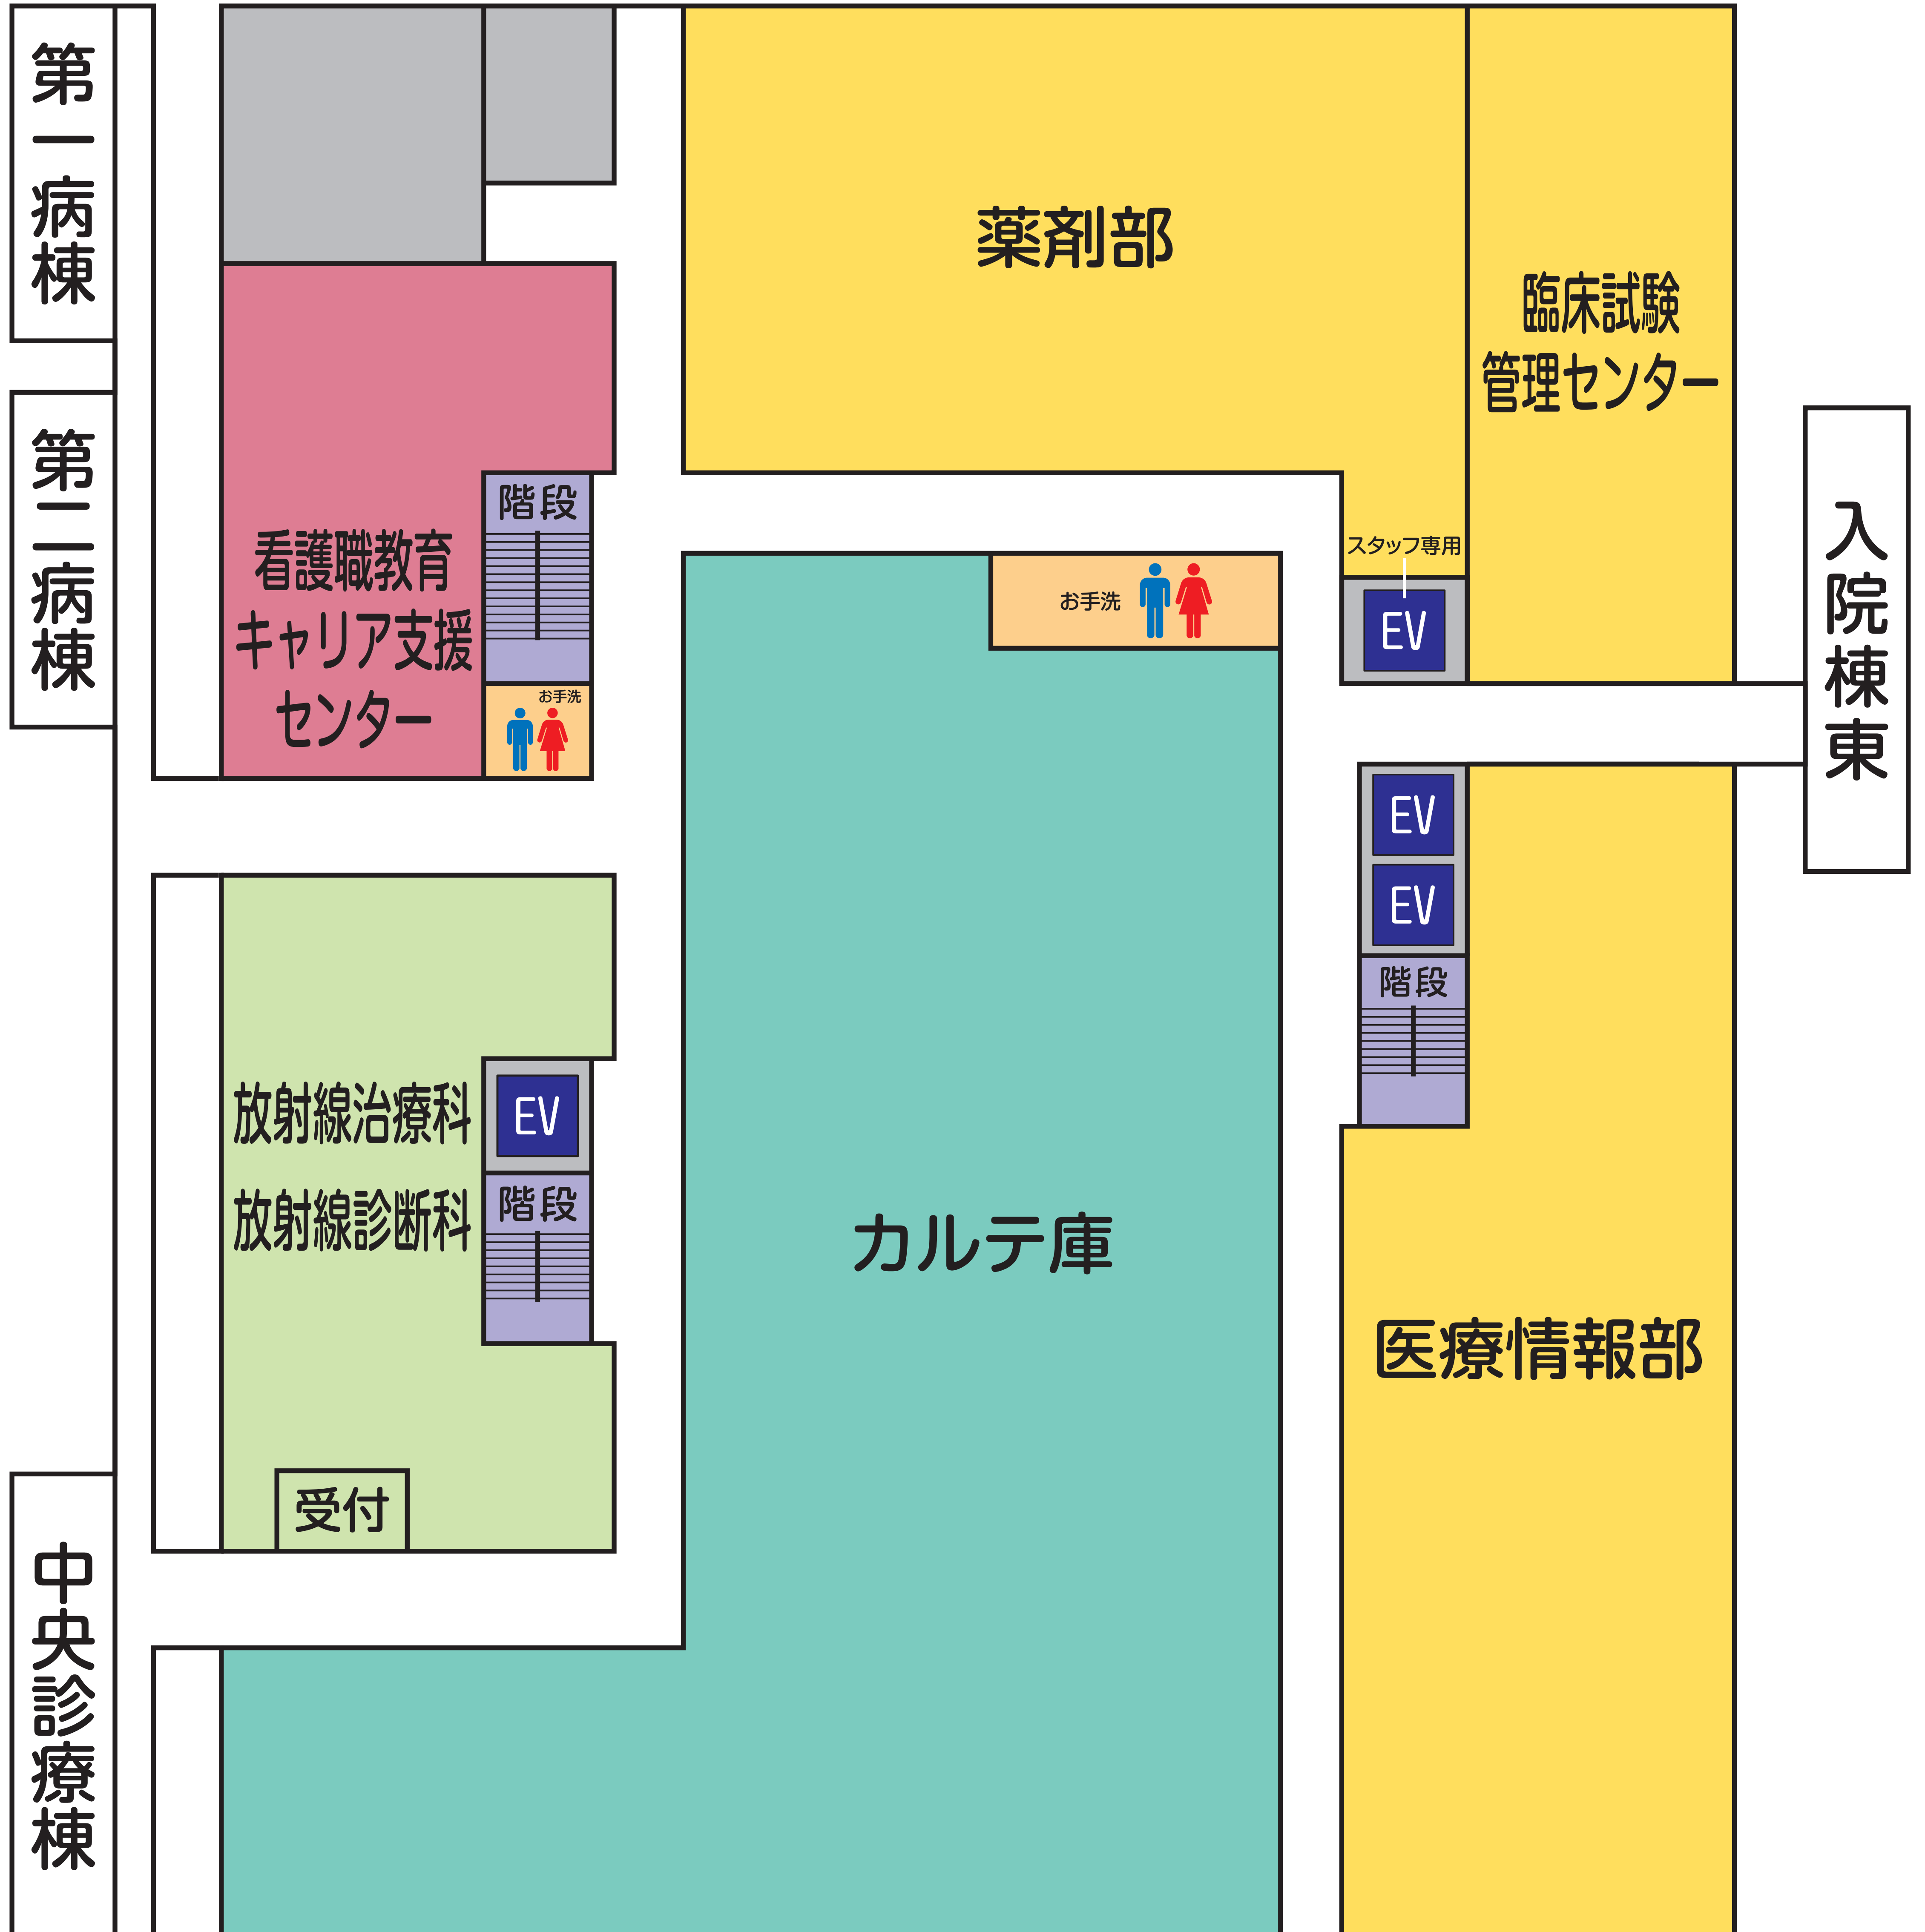 第一病棟
第二病棟
中央診療棟
看護職教育
キャリア支援
センター
階段
お手洗
放射線治療科
放射線診断科
EV
階段
受付
薬剤部
お手洗
カルテ庫
臨床試験
管理センター
スタッフ専用
EV
EV
EV
階段
医療情報部
入院棟東